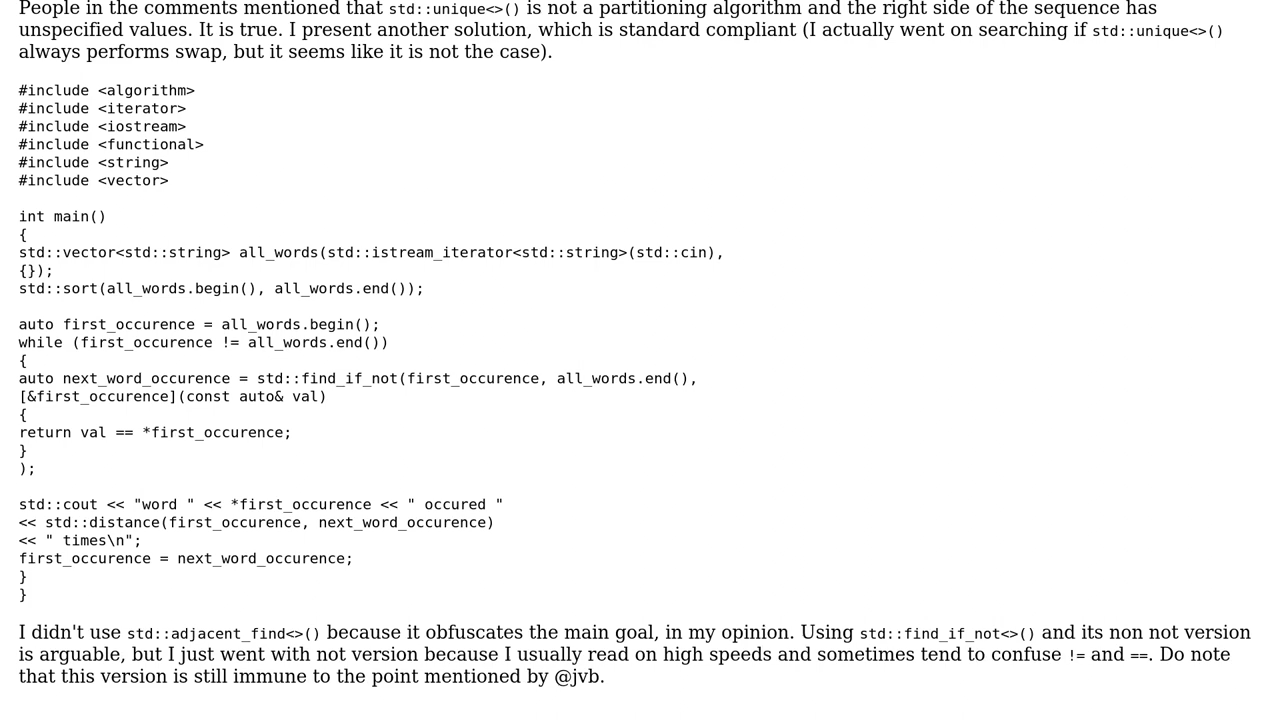 People in the comments mentioned that std::unique<>() is not a partitioning algorithm and the right side of the sequence has
unspecified values. It is true. I present another solution, which is standard compliant (I actually went on searching if std::unique<>()
always performs swap, but it seems like it is not the case).
#include <algorithm>
#include <iterator>
#include <iostream>
#include <functional>
#include <string>
#include <vector>
int main()
{
std::vector<std::string> all_words(std::istream_iterator<std::string>(std::cin),
{});
std::sort(all_words.begin(), all_words.end());
auto first_occurence = all_words.begin();
while (first_occurence != all_words.end())
{
auto next_word_occurence = std::find_if_not(first_occurence, all_words.end(),
[&first_occurence](const auto& val)
{
return val == *first_occurence;
}
);
std::cout << "word " << *first_occurence << " occured "
<< std::distance(first_occurence, next_word_occurence)
<< " times\n";
first_occurence = next_word_occurence;
}
}
I didn't use std::adjacent_find<>() because it obfuscates the main goal, in my opinion. Using std::find_if_not<>() and its non not version
is arguable, but I just went with not version because I usually read on high speeds and sometimes tend to confuse != and ==. Do note
that this version is still immune to the point mentioned by @jvb.